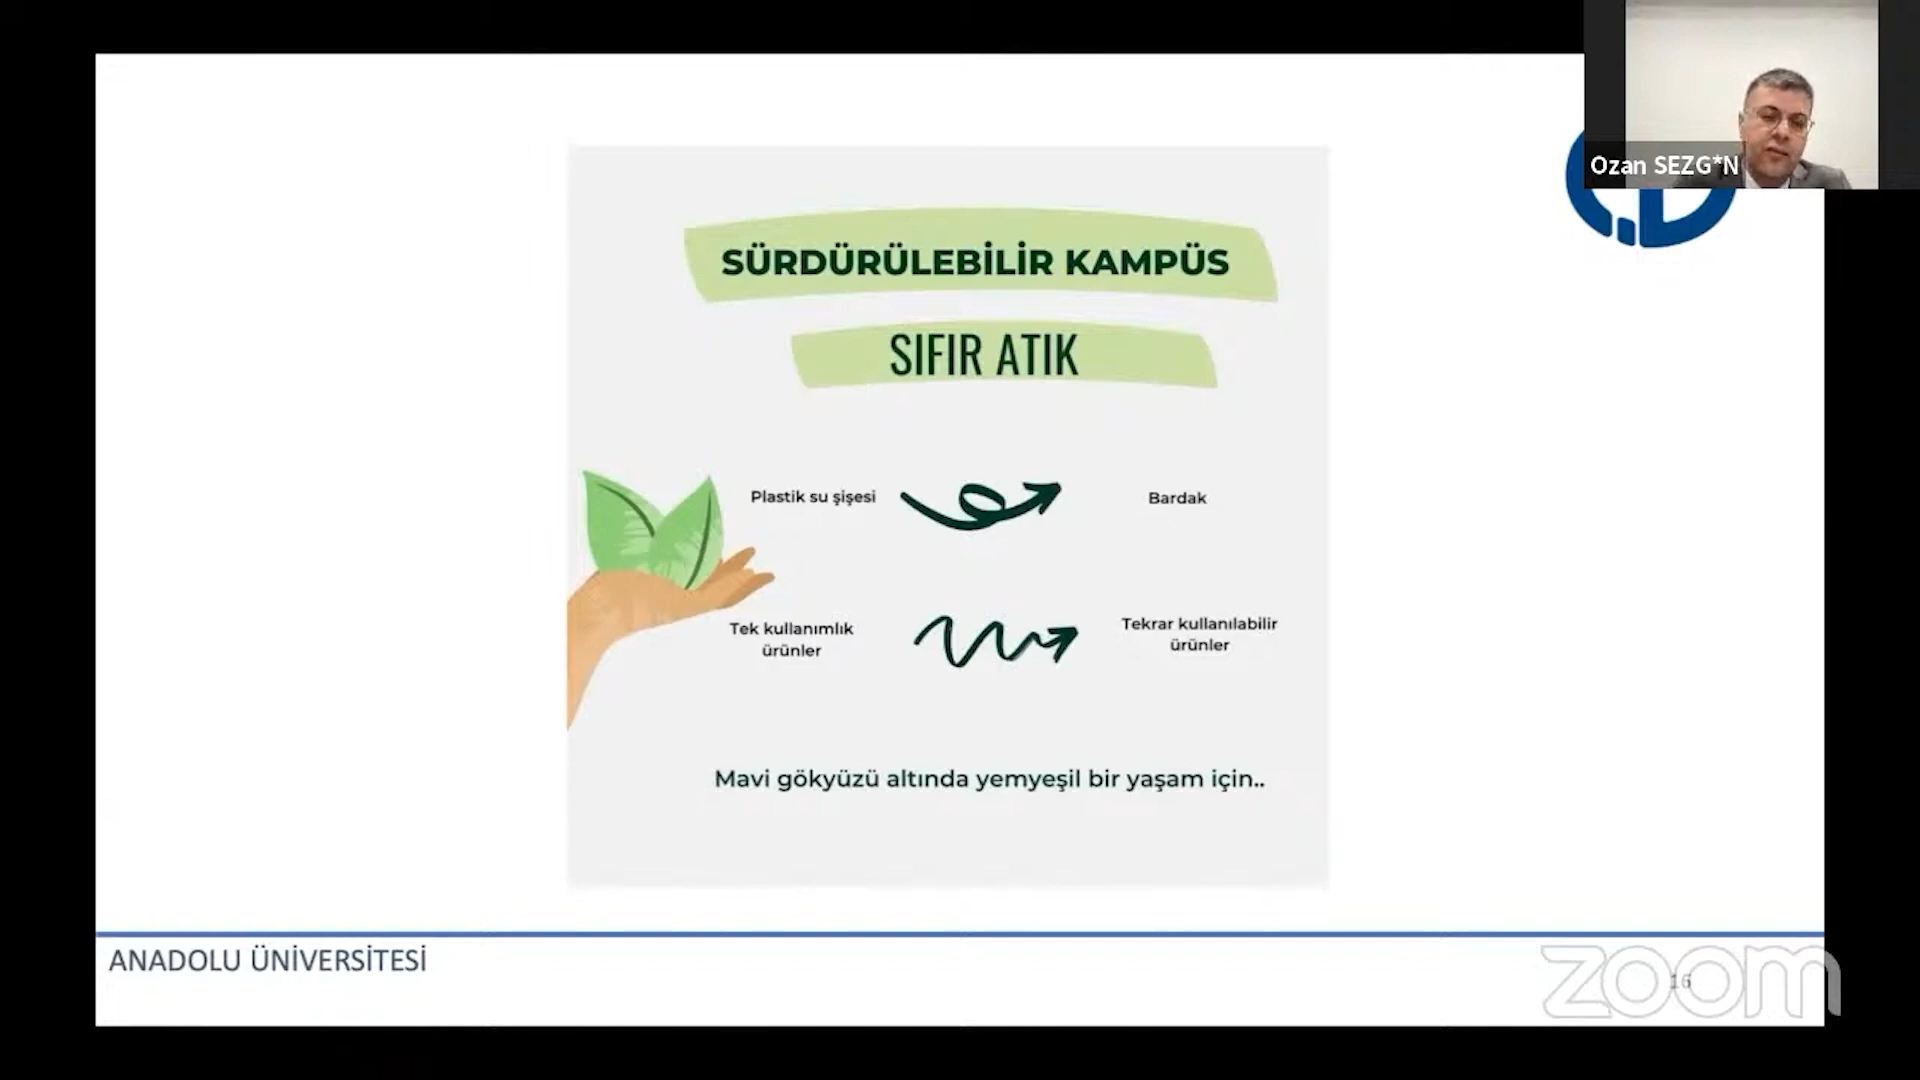 Ozan SEZG*N
SÜRDÜRÜLEBİLİR KAMPÜS
SIFIR ATIK
Plastik su şişesi
Bardak
Tek kullanımlık
ürünler
Tekrar kullanılabilir
ürünler
Mavi gökyüzü altında yemyeşil bir yaşam için..
ANADOLU ÜNİVERSİTESİ
16
zoom